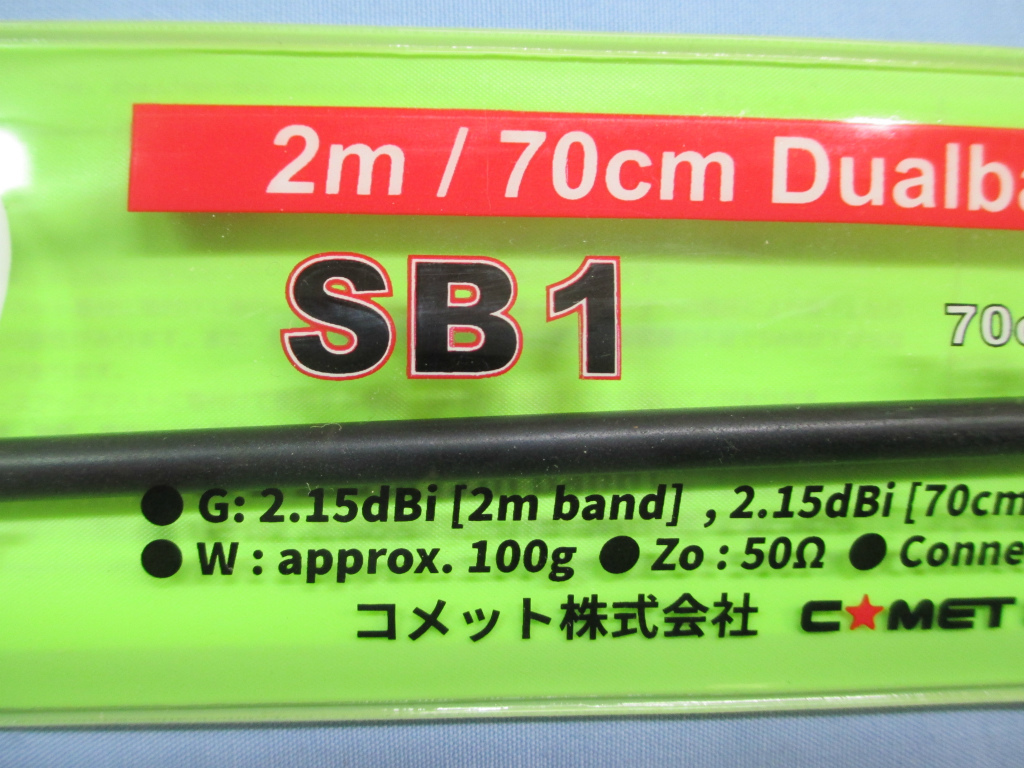 2m / 70cm Dualba
SB1
70c
● G: 2.15dBi [2m band] , 2.15dBi [70cm
● W : approx. 100g ● Zo : 50Ω ● Conne
コメット株式会社 C★MET